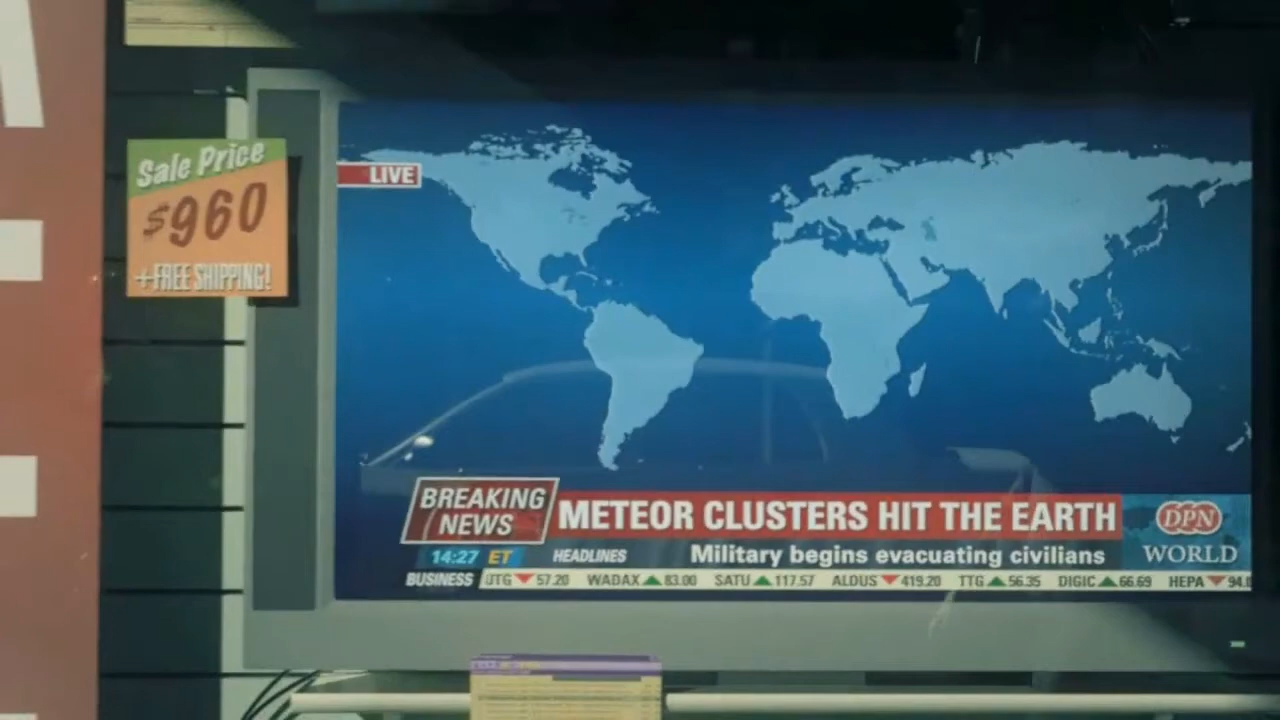 Sale Price
$960
+FREE SHIPPING!
LIVE
BREAKING
NEWS
METEOR CLUSTERS HIT THE EARTH
DPN
WORLD
14:27 ET HEADLINES Military begins evacuating civilians
BUSINESS UTG 57.20 WADAX 83.00 SATU 117.57 ALDUS 419.20 TTG 56.35 DIGIC 66.69 HEPA 94.0